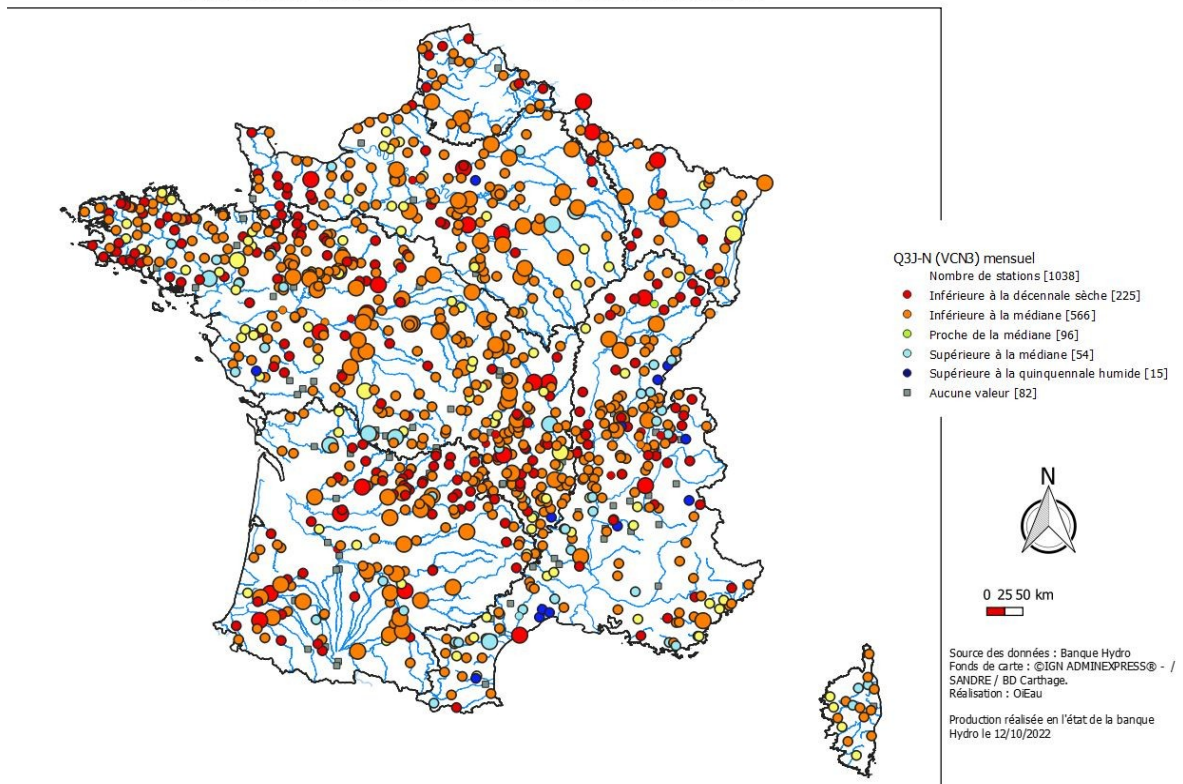 Q3J-N (VCN3) mensuel
Nombre de stations [1038]
Inférieure à la décennale sèche [225]
Inférieure à la médiane [566]
Proche de la médiane [96]
Supérieure à la médiane [54]
Supérieure à la quinquennale humide [15]
Aucune valeur [82]
N
0 25 50 km
Source des données : Banque Hydro
Fonds de carte : ©IGN ADMINEXPRESS® - /
SANDRE / BD Carthage.
Réalisation : OiEau
Production réalisée en l'état de la banque
Hydro le 12/10/2022